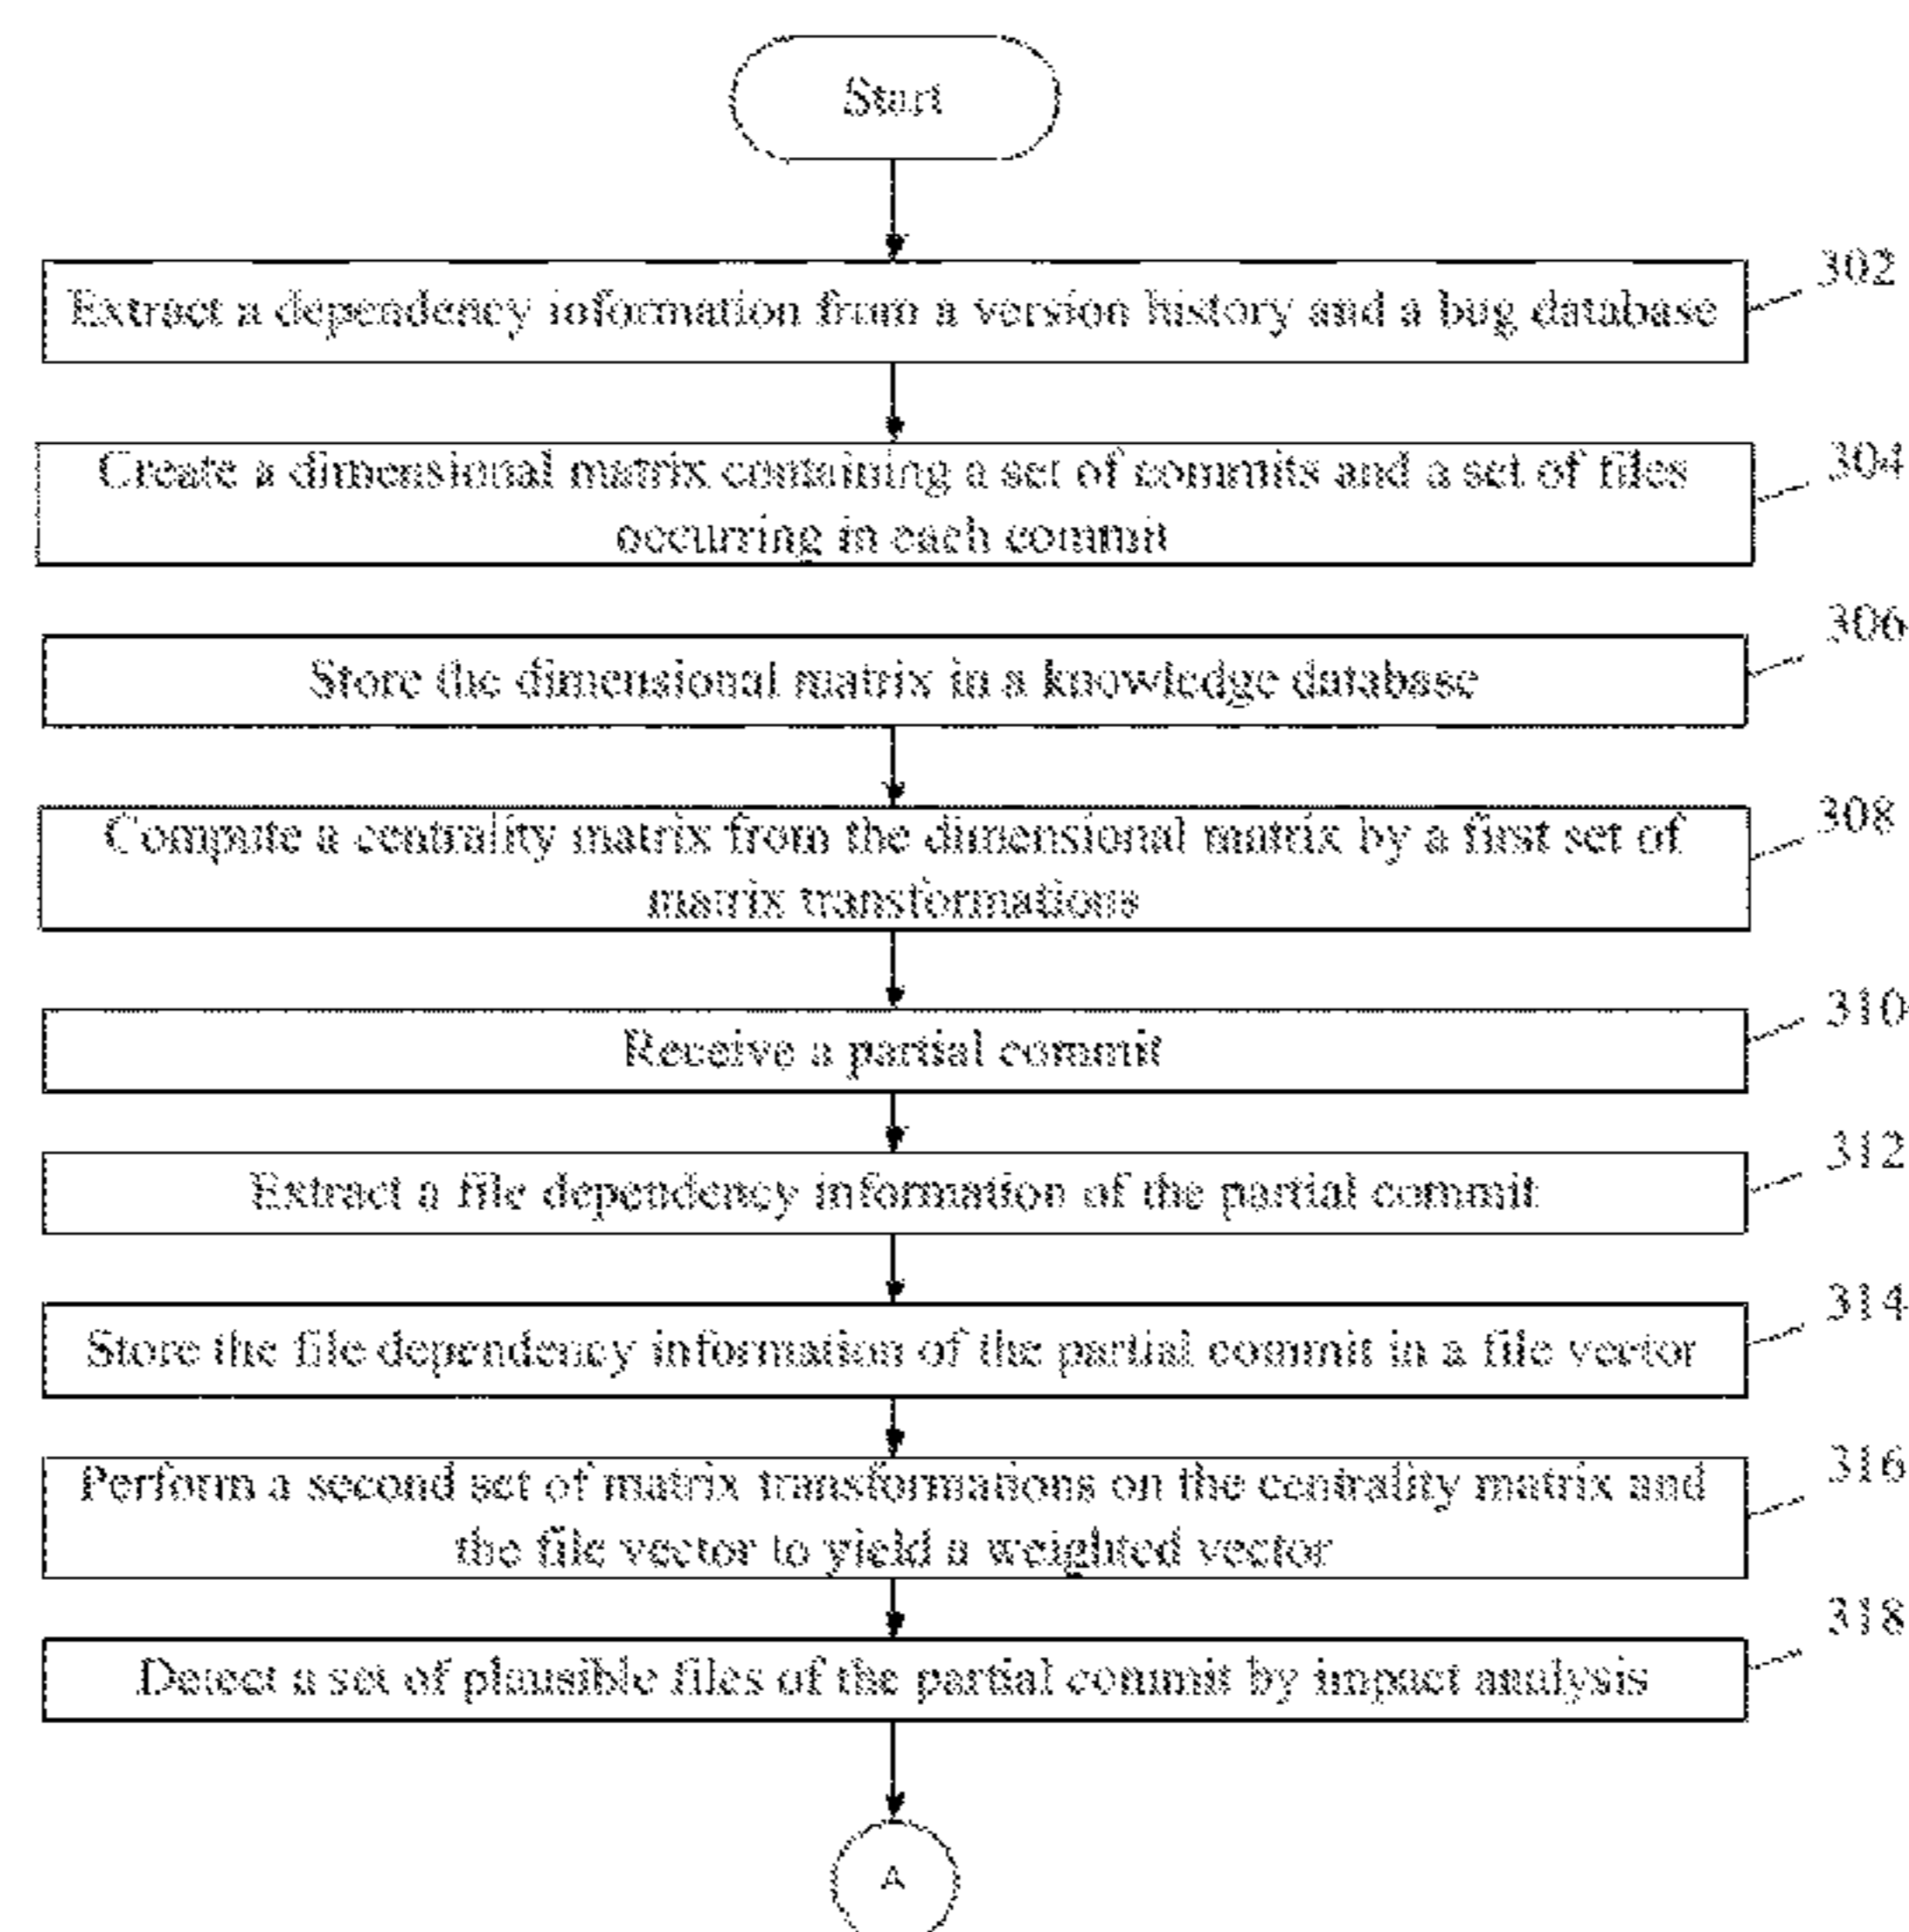 Start
302
Extract a dependency information from a version history and a bug database
304
Create a dimensional matrix containing a set of commits and a set of files
occurring in each commit
306
Store the dimensional matrix in a knowledge database
308
Compute a centrality matrix from the dimensional matrix by a first set of
matrix transformations
310
Receive a partial commit
312
Extract a file dependency information of the partial commit
314
Store the file dependency information of the partial commit in a file vector
316
Perform a second set of matrix transformations on the centrality matrix and
the file vector to yield a weighted vector
318
Detect a set of plausible files of the partial commit by impact analysis
A